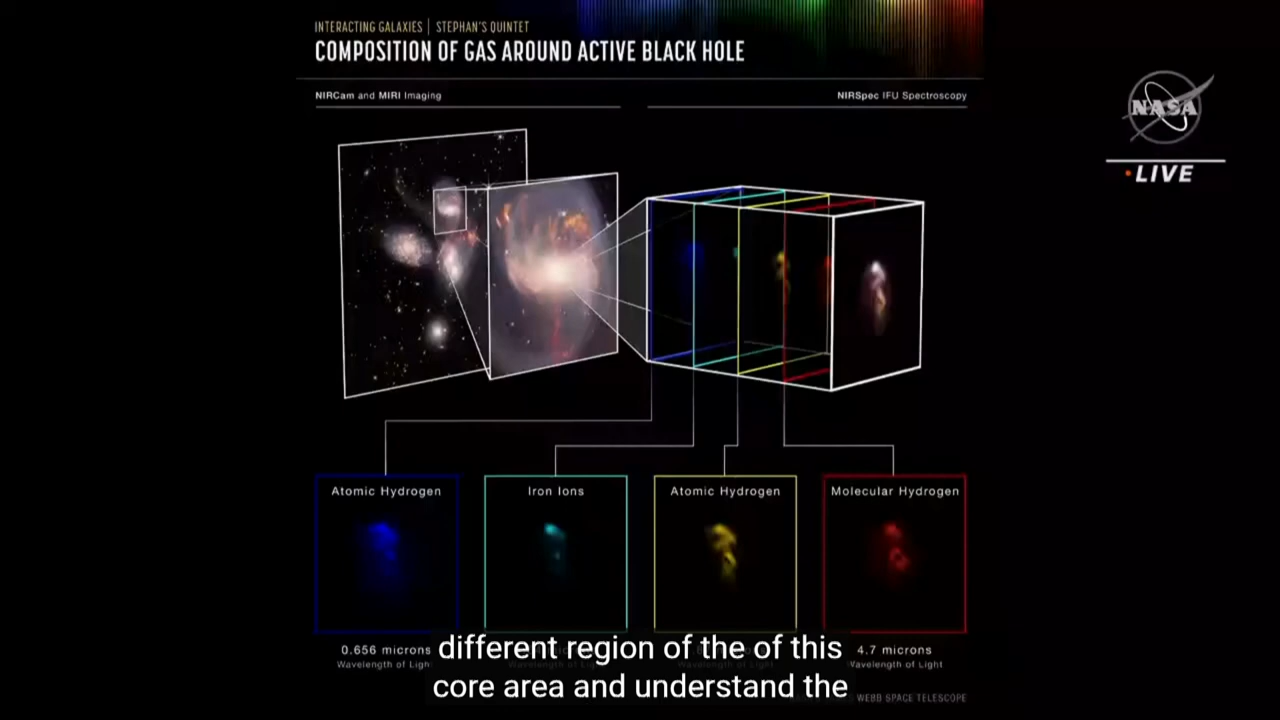 INTERACTING GALAXIES | STEPHAN'S QUINTET
COMPOSITION OF GAS AROUND ACTIVE BLACK HOLE
NIRCam and MIRI Imaging
NIRSpec IFU Spectroscopy
NASA
LIVE
Atomic Hydrogen
Iron Ions
Atomic Hydrogen
Molecular Hydrogen
0.656 microns
4.7 microns
Wavelength of Light
Wavelength of Light
different region of the of this
core area and understand the
WEBB SPACE TELESCOPE